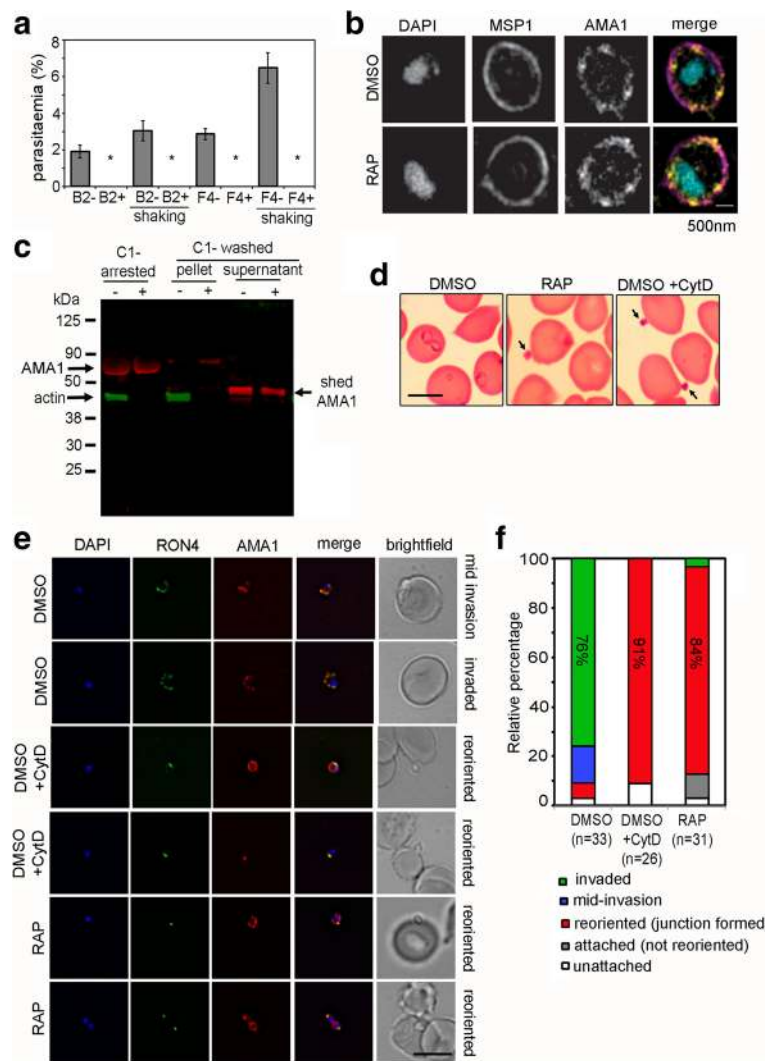 a
parasitaemia (%)
8
6
4
2
0
* * * *
B2- B2+ B2- B2+ F4- F4+ F4- F4+
shaking shaking
b
DAPI MSP1 AMA1 merge
DMSO
RAP
500nm
c
C1- arrested
C1- washed
pellet supernatant
kDa - + - + - +
125
90
AMA1
50
actin
shed AMA1
38
30
25
d
DMSO RAP DMSO +CytD
e
DAPI RON4 AMA1 merge brightfield
DMSO mid invasion
DMSO invaded
DMSO +CytD reoriented
DMSO +CytD reoriented
RAP reoriented
RAP reoriented
f
Relative percentage
100
80
60
40
20
0
76% 91% 84%
DMSO (n=33)
DMSO +CytD (n=26)
RAP (n=31)
invaded
mid-invasion
reoriented (junction formed
attached (not reoriented)
unattached